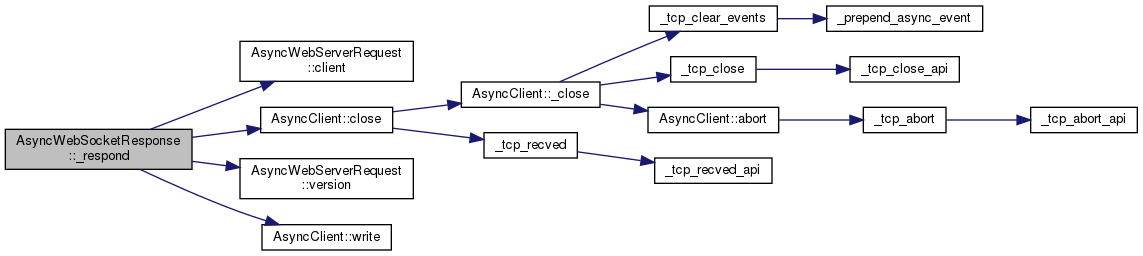 AsyncWebSocketResponse
::_respond
AsyncWebServerRequest
::client
AsyncClient::close
AsyncClient::_close
_tcp_clear_events
_prepend_async_event
_tcp_close
_tcp_close_api
AsyncClient::abort
_tcp_abort
_tcp_abort_api
_tcp_recved
_tcp_recved_api
AsyncWebServerRequest
::version
AsyncClient::write